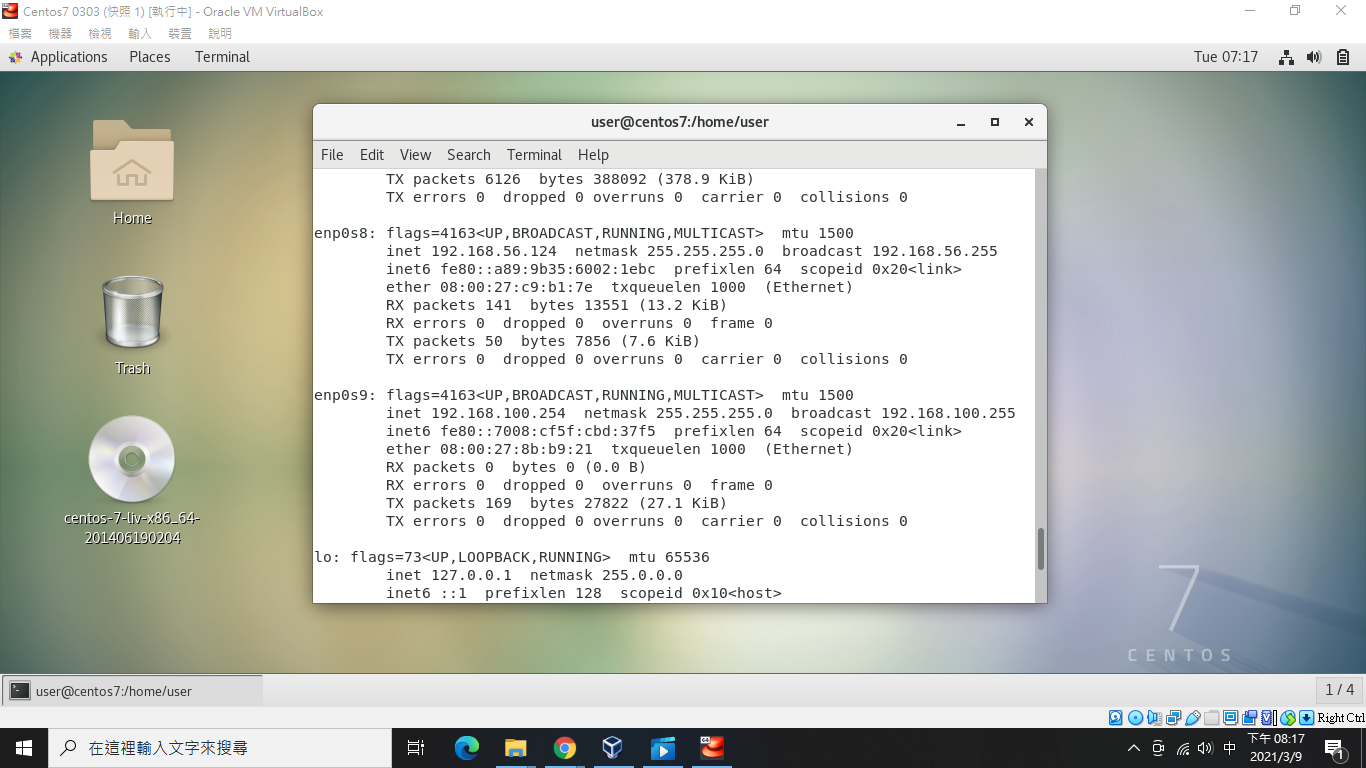 Centos7 0303 (快照 1) [執行中] - Oracle VM VirtualBox
檔案 機器 檢視 輸入 裝置 說明
Applications Places Terminal Tue 07:17
user@centos7:/home/user
File Edit View Search Terminal Help
TX packets 6126  bytes 388092 (378.9 KiB)
TX errors 0  dropped 0 overruns 0  carrier 0  collisions 0
enp0s8: flags=4163<UP,BROADCAST,RUNNING,MULTICAST>  mtu 1500
inet 192.168.56.124  netmask 255.255.255.0  broadcast 192.168.56.255
inet6 fe80::a89:9b35:6002:1ebc  prefixlen 64  scopeid 0x20<link>
ether 08:00:27:c9:b1:7e  txqueuelen 1000  (Ethernet)
RX packets 141  bytes 13551 (13.2 KiB)
RX errors 0  dropped 0  overruns 0  frame 0
TX packets 50  bytes 7856 (7.6 KiB)
TX errors 0  dropped 0 overruns 0  carrier 0  collisions 0
enp0s9: flags=4163<UP,BROADCAST,RUNNING,MULTICAST>  mtu 1500
inet 192.168.100.254  netmask 255.255.255.0  broadcast 192.168.100.255
inet6 fe80::7008:cf5f:cbd:37f5  prefixlen 64  scopeid 0x20<link>
ether 08:00:27:8b:b9:21  txqueuelen 1000  (Ethernet)
RX packets 0  bytes 0 (0.0 B)
RX errors 0  dropped 0  overruns 0  frame 0
TX packets 169  bytes 27822 (27.1 KiB)
TX errors 0  dropped 0 overruns 0  carrier 0  collisions 0
lo: flags=73<UP,LOOPBACK,RUNNING>  mtu 65536
inet 127.0.0.1  netmask 255.0.0.0
inet6 ::1  prefixlen 128  scopeid 0x10<host>
Home
Trash
centos-7-liv-x86_64-
201406190204
7
CENTOS
user@centos7:/home/user
1 / 4
Right Ctrl
在這裡輸入文字來搜尋
中
下午 08:17
2021/3/9
1